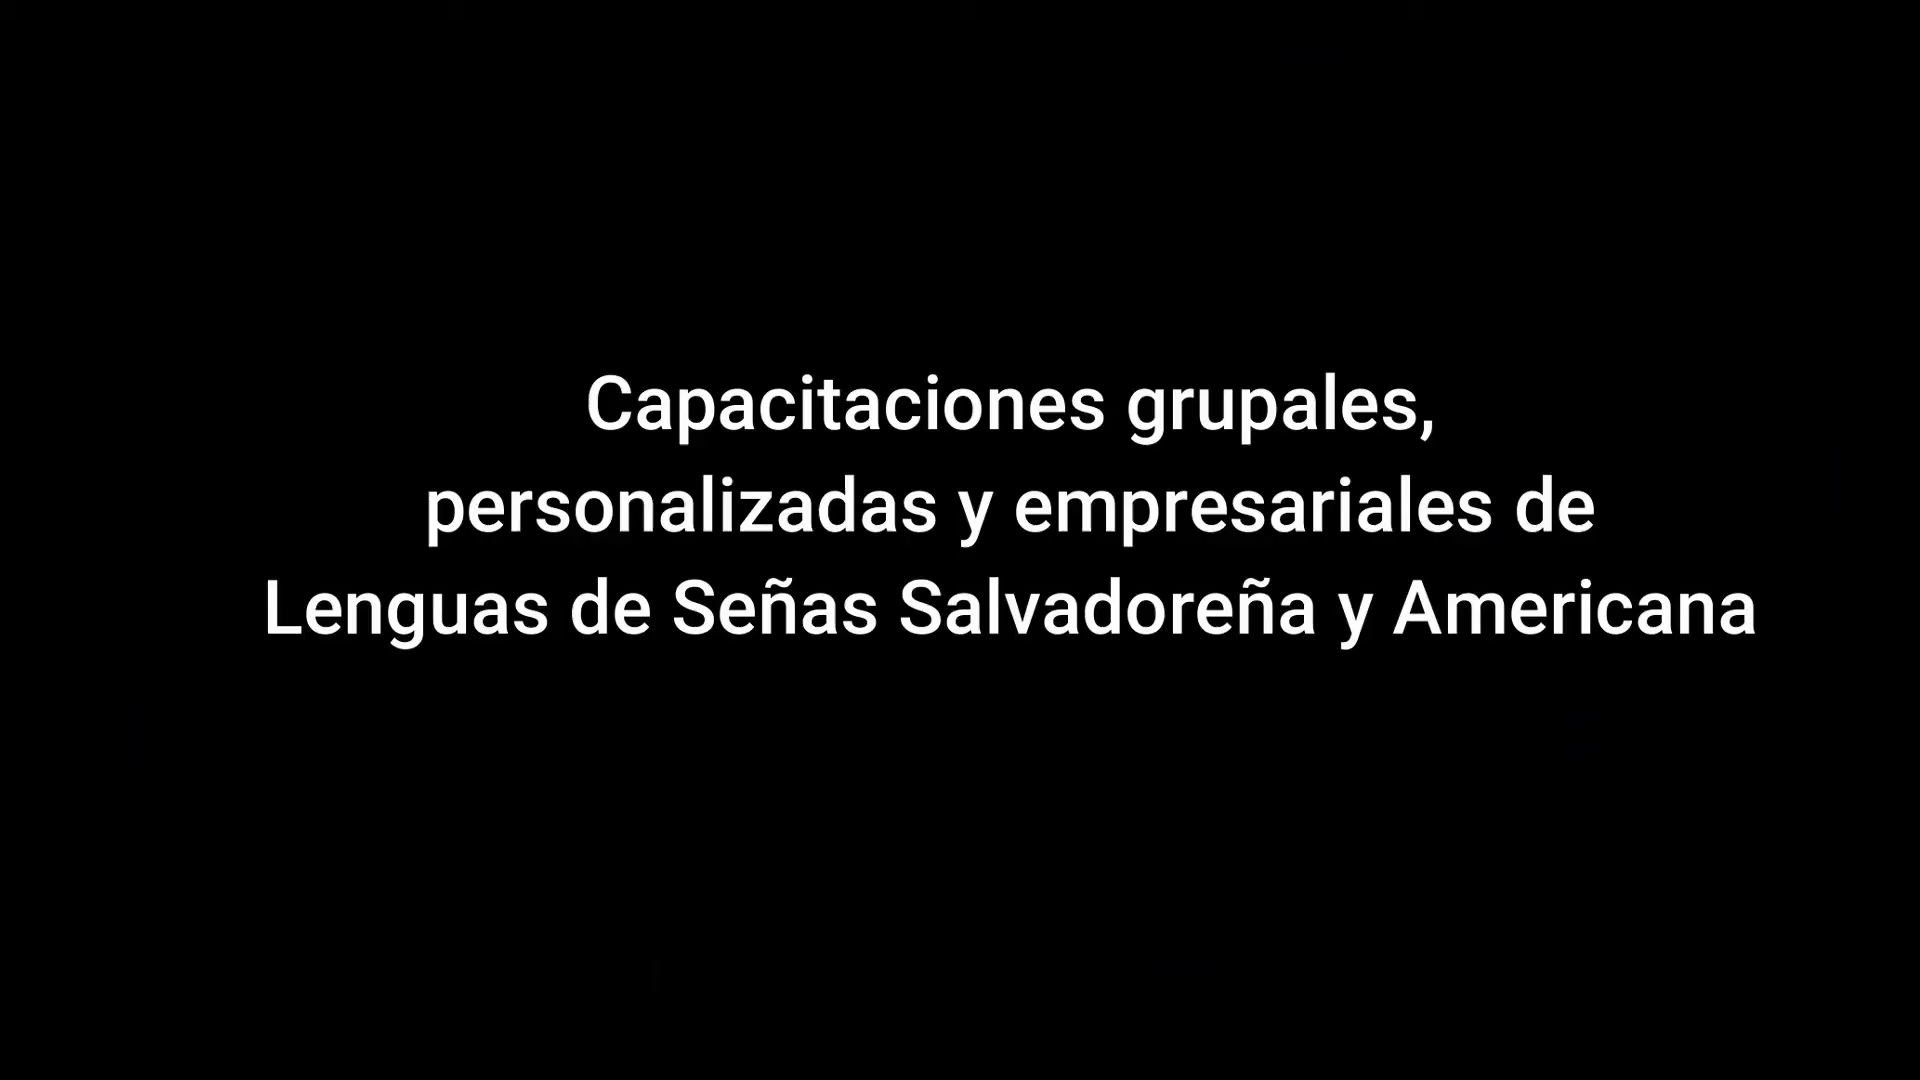 Capacitaciones grupales,
personalizadas y empresariales de
Lenguas de Señas Salvadoreña y Americana